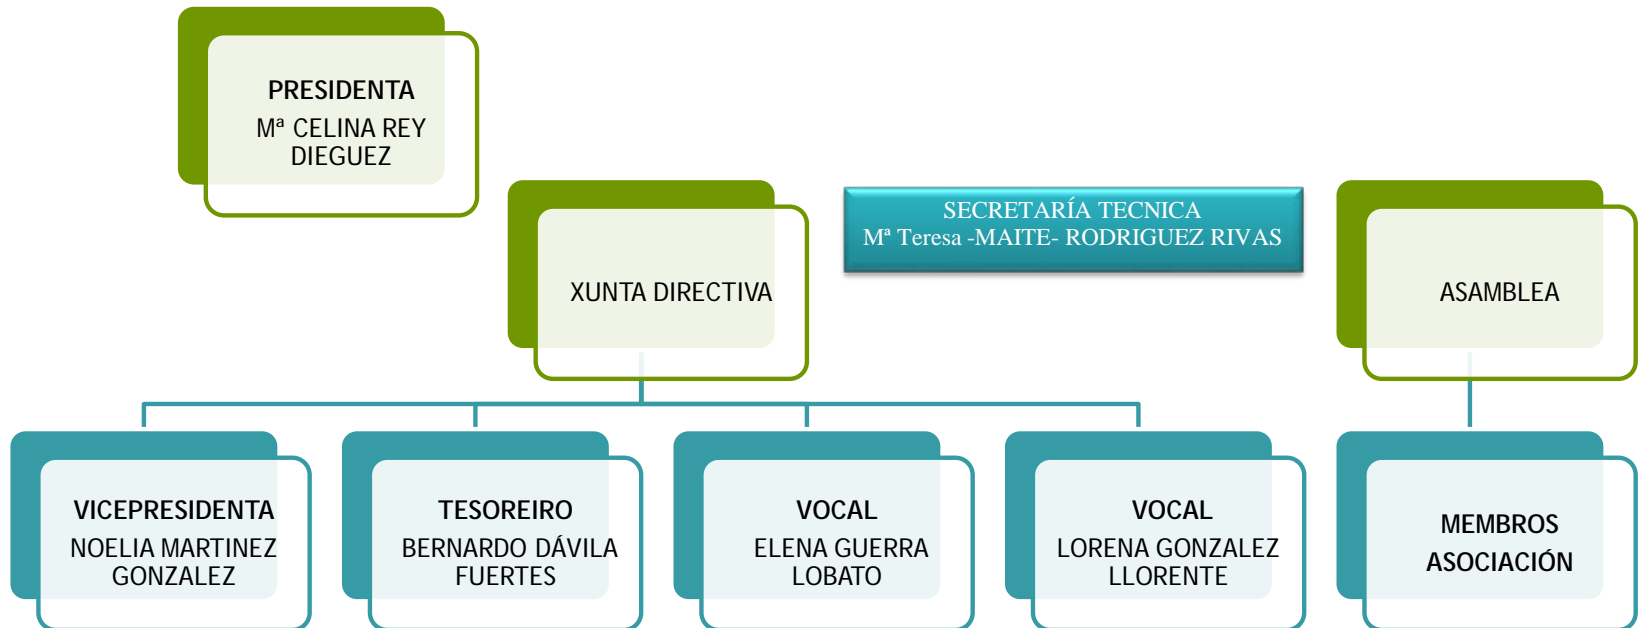 PRESIDENTA
Mª CELINA REY
DIEGUEZ
XUNTA DIRECTIVA
SECRETARÍA TECNICA
Mª Teresa -MAITE- RODRIGUEZ RIVAS
ASAMBLEA
VICEPRESIDENTA
NOELIA MARTINEZ
GONZALEZ
TESOREIRO
BERNARDO DÁVILA
FUERTES
VOCAL
ELENA GUERRA
LOBATO
VOCAL
LORENA GONZALEZ
LLORENTE
MEMBROS
ASOCIACIÓN